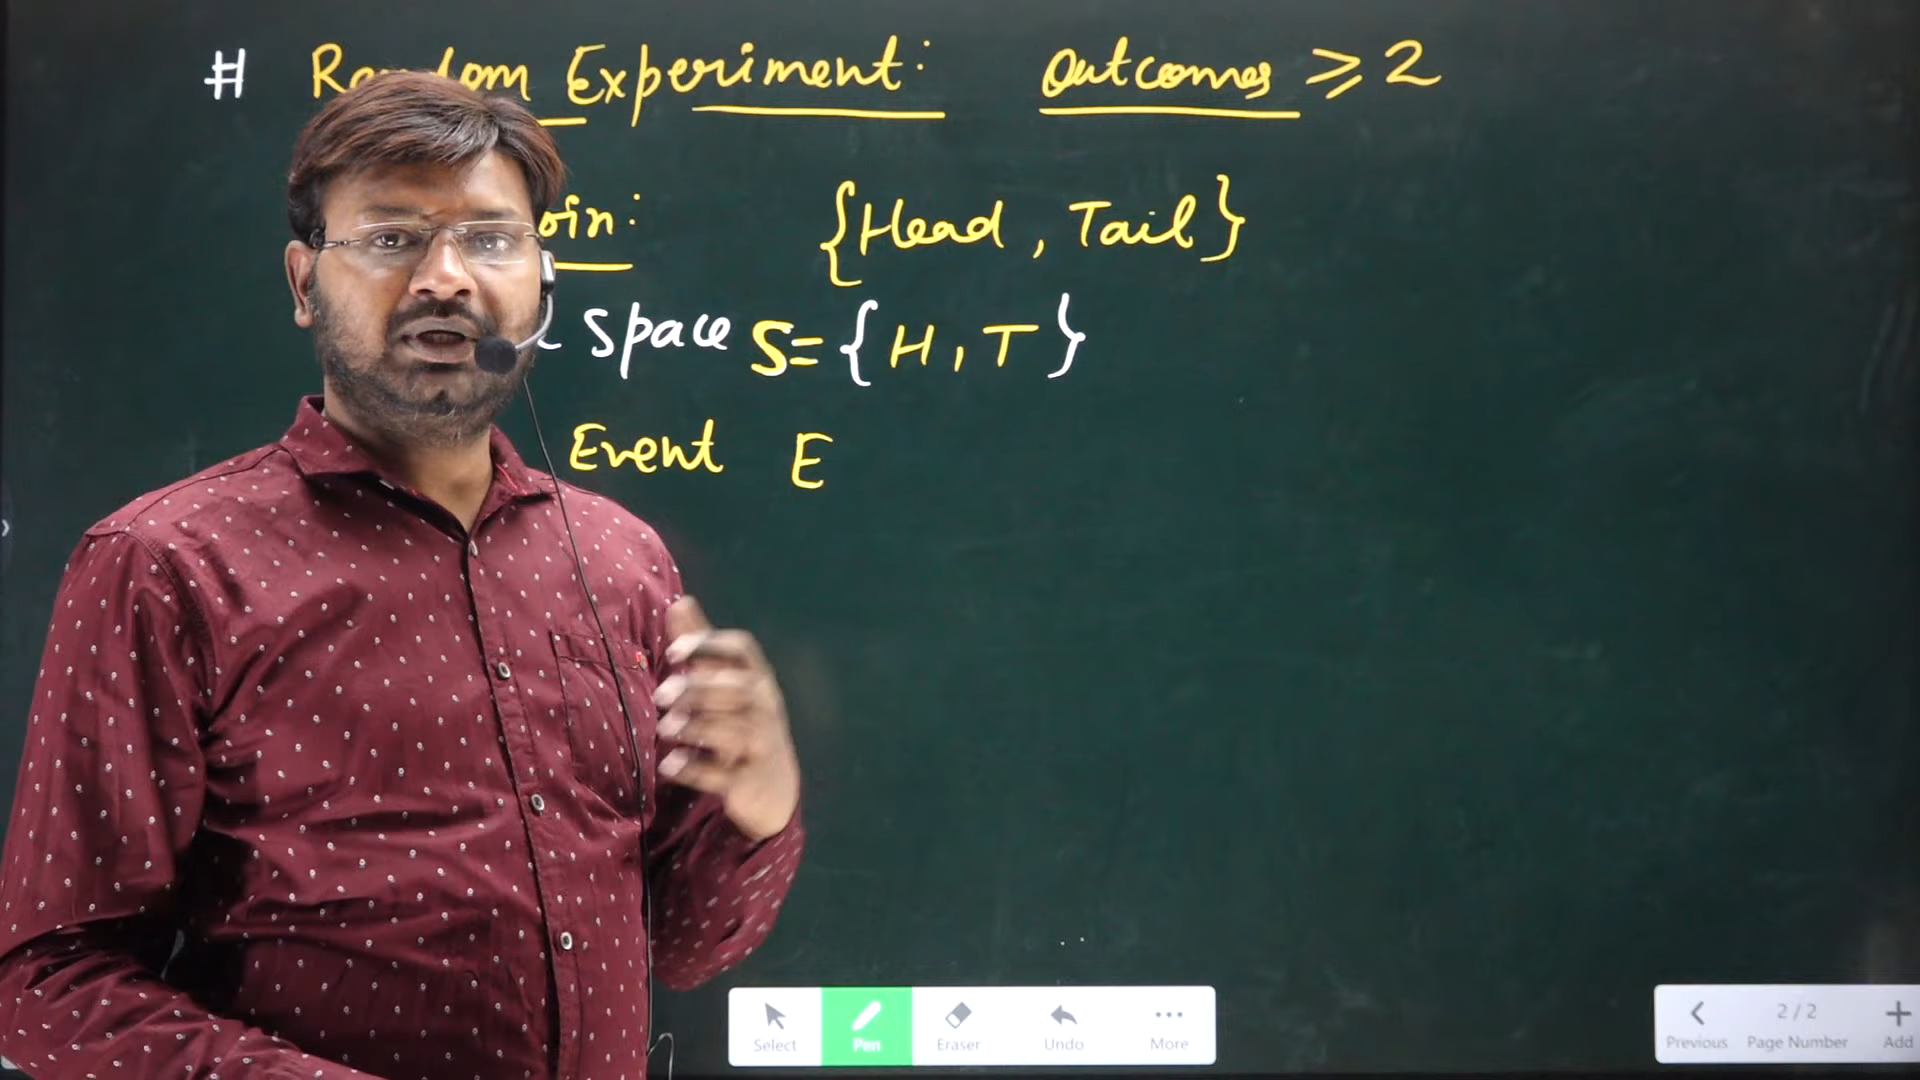 # Random Experiment: Outcomes ≥ 2
oin: {Head, Tail}
Space S = {H, T}
Event E
Select Pen Eraser Undo More
Previous 2 / 2 Page Number Add